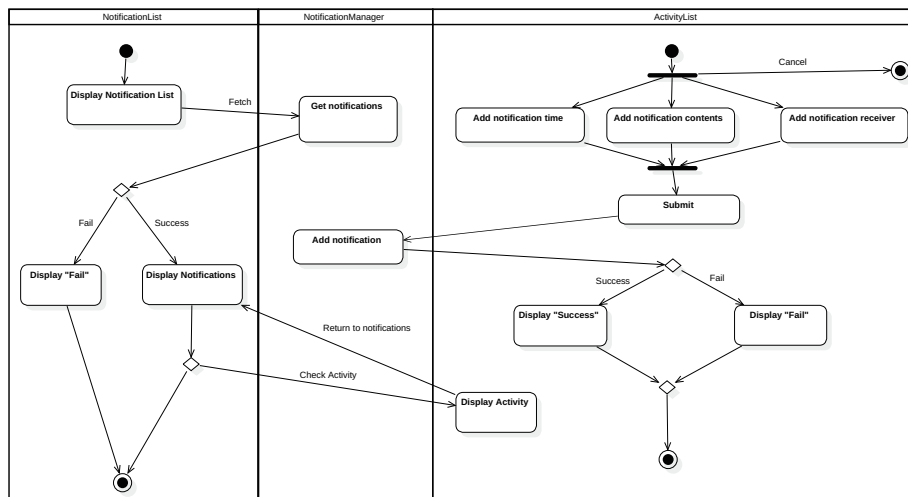 NotificationList
NotificationManager
ActivityList
Cancel
Display Notification List
Fetch
Get notifications
Add notification time
Add notification contents
Add notification receiver
Submit
Fail
Success
Add notification
Display "Fail"
Display Notifications
Success
Fail
Display "Success"
Display "Fail"
Return to notifications
Check Activity
Display Activity